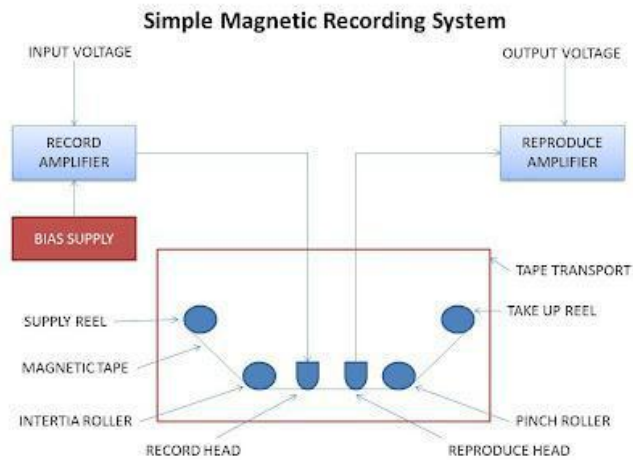 Simple Magnetic Recording System
INPUT VOLTAGE
OUTPUT VOLTAGE
RECORD
AMPLIFIER
REPRODUCE
AMPLIFIER
BIAS SUPPLY
TAPE TRANSPORT
SUPPLY REEL
TAKE UP REEL
MAGNETIC TAPE
INTERTIA ROLLER
PINCH ROLLER
RECORD HEAD
REPRODUCE HEAD